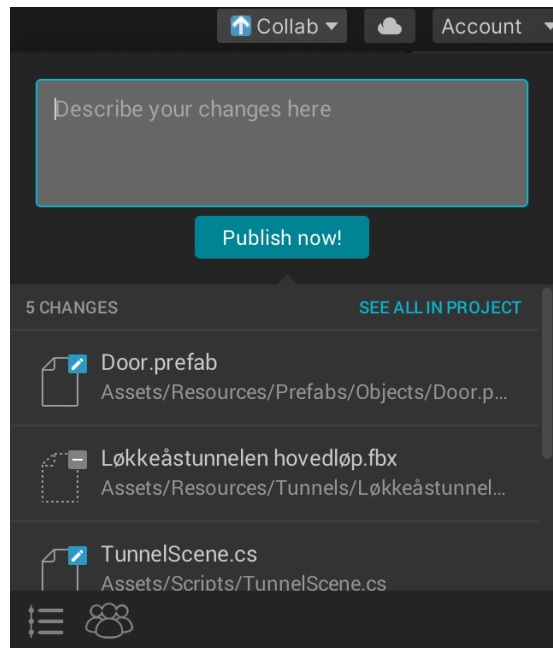 Collab
Account
Describe your changes here
Publish now!
5 CHANGES
SEE ALL IN PROJECT
Door.prefab
Assets/Resources/Prefabs/Objects/Door.p...
Løkkeåstunnelen hovedløp.fbx
Assets/Resources/Tunnels/Løkkeåstunnel...
TunnelScene.cs
Assets/Scripts/TunnelScene.cs